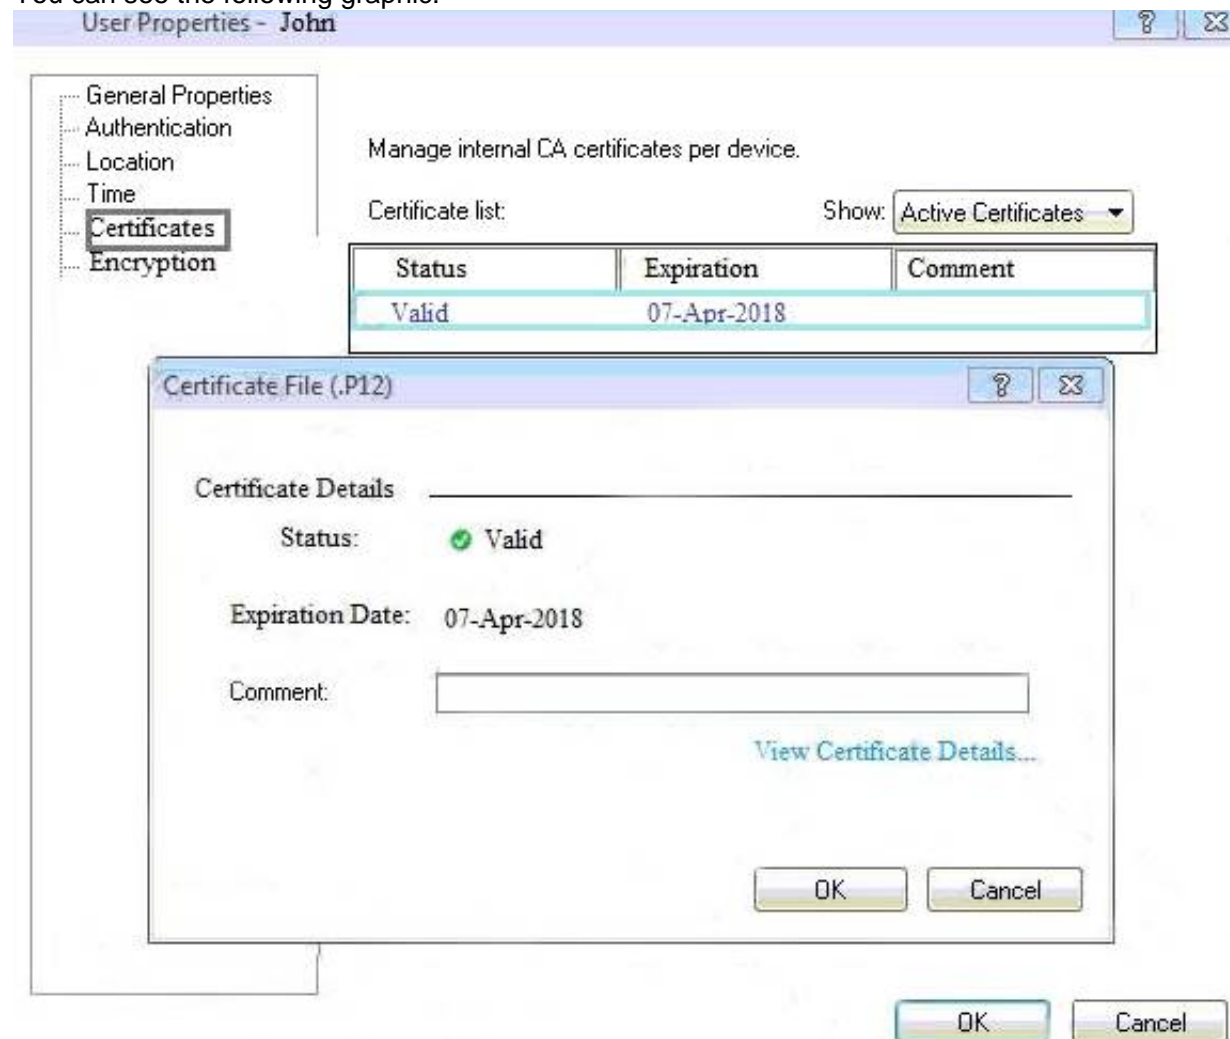 You can see the following graphic:
User Properties - John
General Properties
Authentication
Location
Time
Certificates
Encryption
Manage internal CA certificates per device.
Certificate list:
Show: Active Certificates
Status Expiration Comment
Valid 07-Apr-2018
Certificate File (.P12)
Certificate Details
Status: Valid
Expiration Date: 07-Apr-2018
Comment:
View Certificate Details...
OK Cancel
OK Cancel